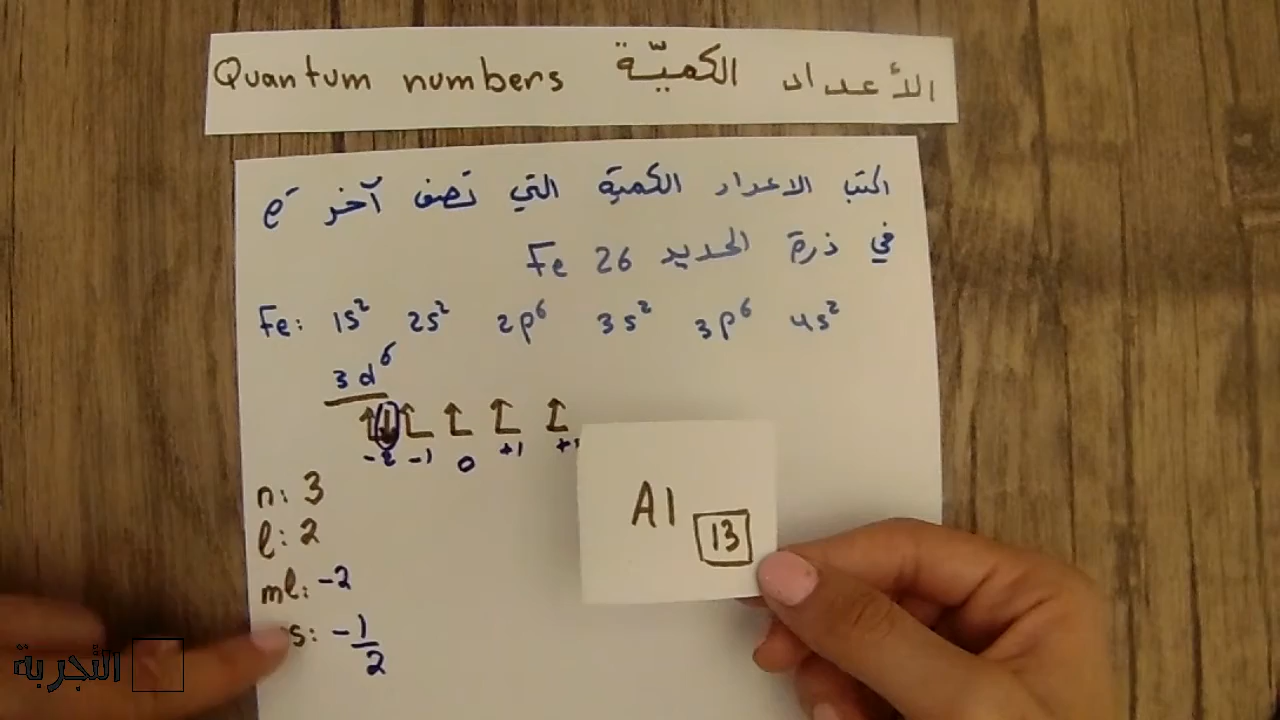 Quantum numbers الأعداد الكميّة
اكتب الاعداد الكميّة التي تصف آخر e⁻
في ذرة الحديد Fe 26
Fe: 1s² 2s² 2p⁶ 3s² 3p⁶ 4s²
3d⁶
-2 -1 0 +1
n: 3
l: 2
Al 13
ml: -2
s: -1/2
التجربة